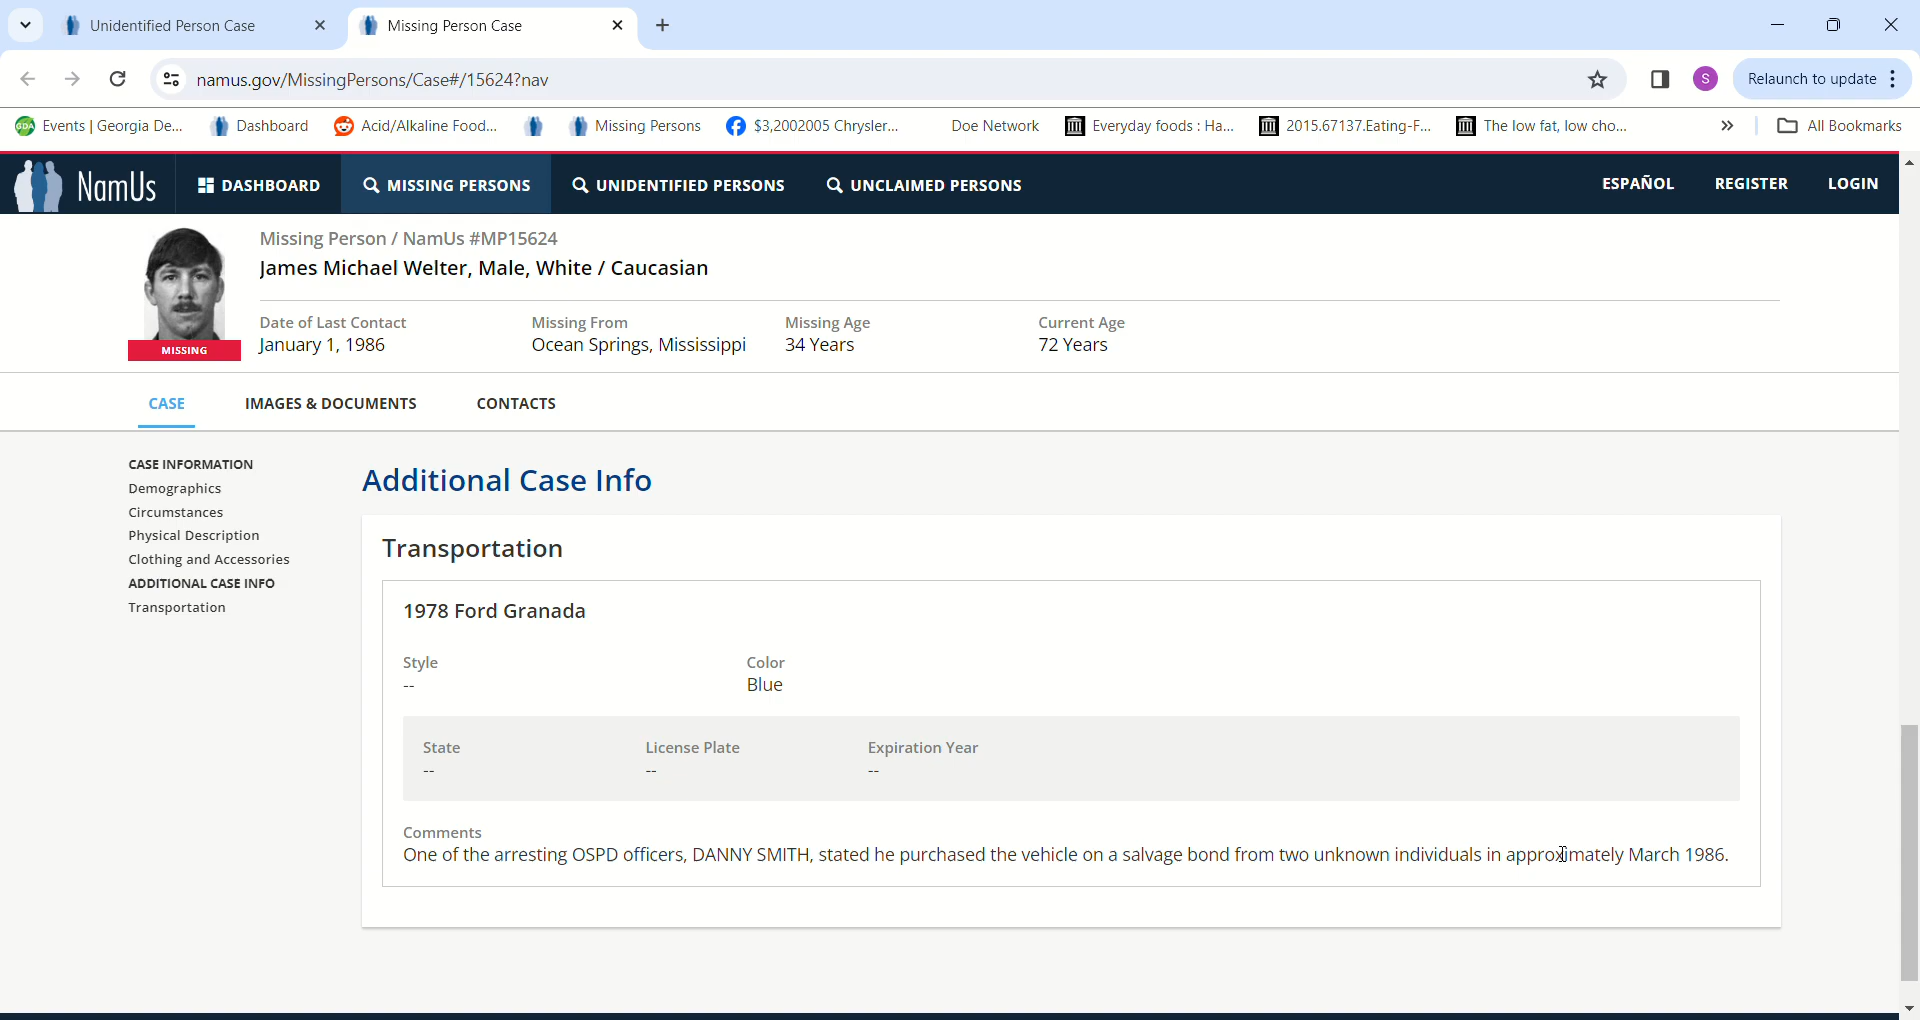 Unidentified Person Case
Missing Person Case
namus.gov/MissingPersons/Case#/15624?nav
S
Relaunch to update
GDA
Events | Georgia De...
Dashboard
Acid/Alkaline Food...
Missing Persons
$3,2002005 Chrysler...
Doe Network
Everyday foods : Ha...
2015.67137.Eating-F...
The low fat, low cho...
All Bookmarks
NamUs
DASHBOARD
MISSING PERSONS
UNIDENTIFIED PERSONS
UNCLAIMED PERSONS
ESPAÑOL
REGISTER
LOGIN
Missing Person / NamUs #MP15624
James Michael Welter, Male, White / Caucasian
MISSING
Date of Last Contact
January 1, 1986
Missing From
Ocean Springs, Mississippi
Missing Age
34 Years
Current Age
72 Years
CASE
IMAGES & DOCUMENTS
CONTACTS
CASE INFORMATION
Demographics
Circumstances
Physical Description
Clothing and Accessories
ADDITIONAL CASE INFO
Transportation
Additional Case Info
Transportation
1978 Ford Granada
Style
--
Color
Blue
State
--
License Plate
--
Expiration Year
--
Comments
One of the arresting OSPD officers, DANNY SMITH, stated he purchased the vehicle on a salvage bond from two unknown individuals in approximately March 1986.